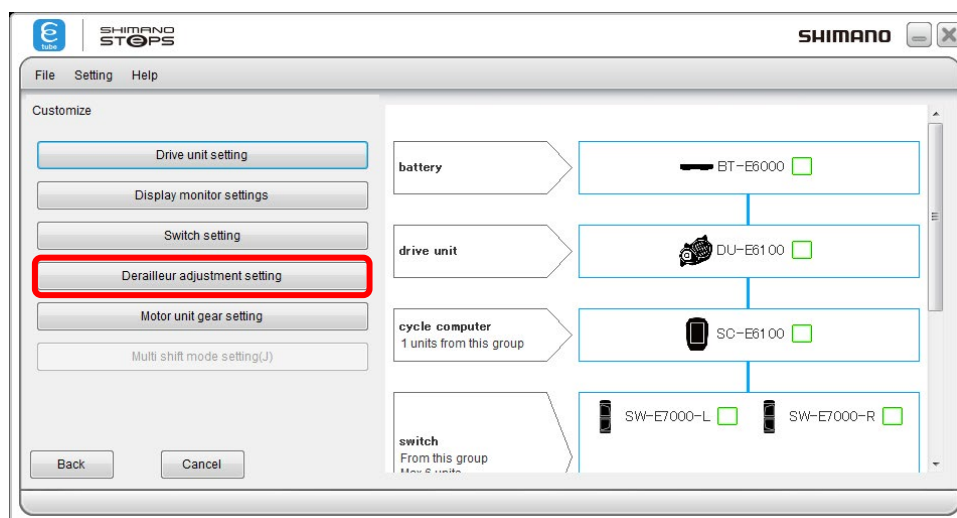 E
tube
SHIMANO
STEPS
SHIMANO
File Setting Help
Customize
Drive unit setting
Display monitor settings
Switch setting
Derailleur adjustment setting
Motor unit gear setting
Multi shift mode setting(J)
Back Cancel
battery
BT-E6000
drive unit
DU-E6100
cycle computer
1 units from this group
SC-E6100
switch
From this group
SW-E7000-L SW-E7000-R